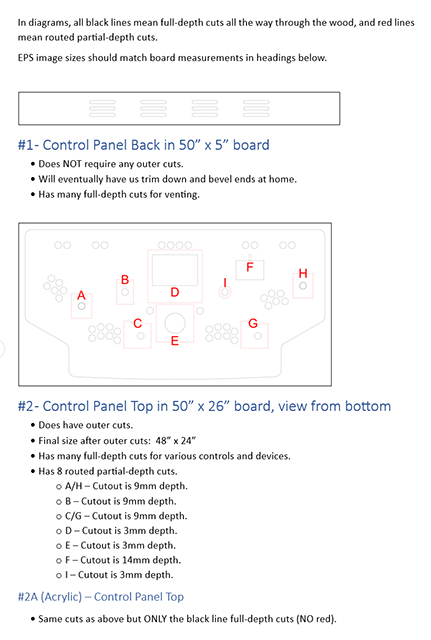 In diagrams, all black lines mean full-depth cuts all the way through the wood, and red lines
mean routed partial-depth cuts.
EPS image sizes should match board measurements in headings below.
#1- Control Panel Back in 50” x 5” board
• Does NOT require any outer cuts.
• Will eventually have us trim down and bevel ends at home.
• Has many full-depth cuts for venting.
A
B
C
D
E
F
G
H
I
#2- Control Panel Top in 50” x 26” board, view from bottom
• Does have outer cuts.
• Final size after outer cuts: 48” x 24”
• Has many full-depth cuts for various controls and devices.
• Has 8 routed partial-depth cuts.
o A/H – Cutout is 9mm depth.
o B – Cutout is 9mm depth.
o C/G – Cutout is 9mm depth.
o D – Cutout is 3mm depth.
o E – Cutout is 3mm depth.
o F – Cutout is 14mm depth.
o I – Cutout is 3mm depth.
#2A (Acrylic) – Control Panel Top
• Same cuts as above but ONLY the black line full-depth cuts (NO red).